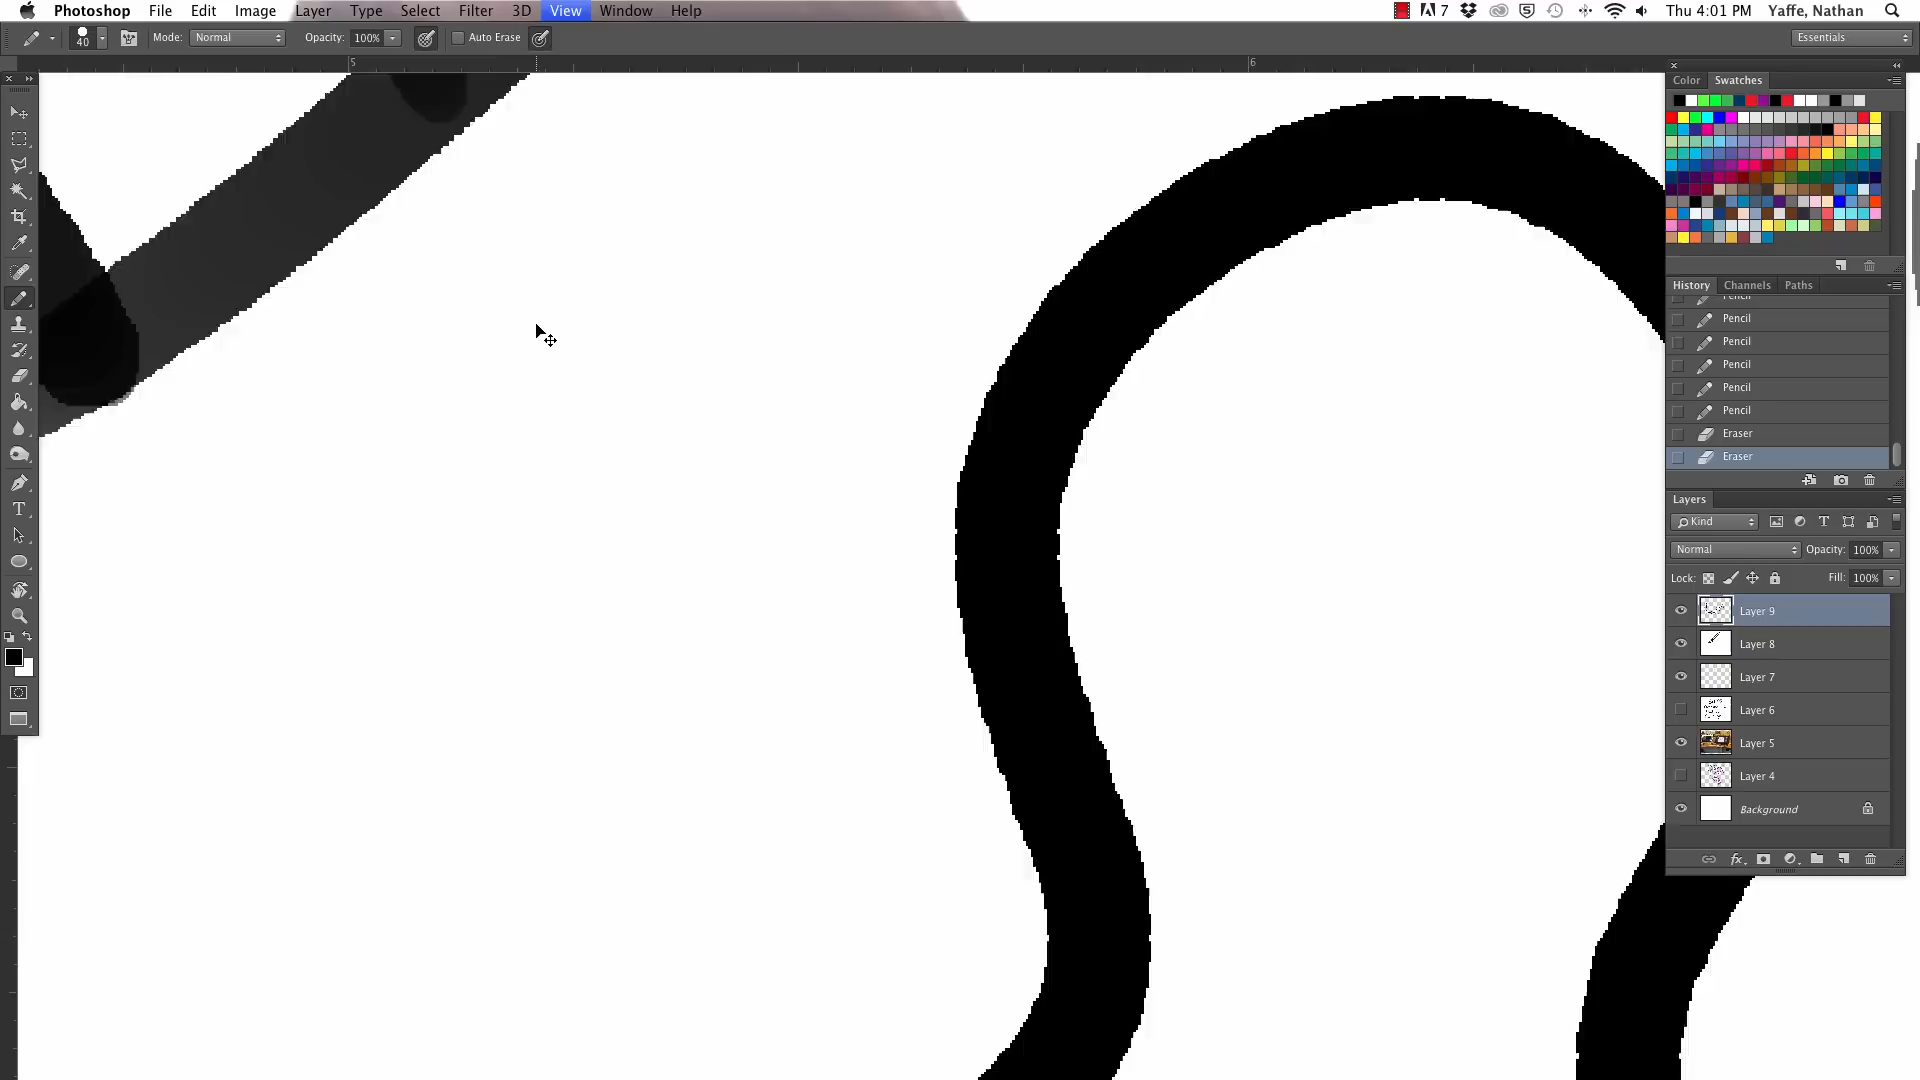 Photoshop File Edit Image Layer Type Select Filter 3D View Window Help 7 Thu 4:01 PM Yaffe, Nathan
40 Mode: Normal Opacity: 100% Auto Erase Essentials
5 6
Color Swatches
History Channels Paths
Pencil
Pencil
Pencil
Pencil
Pencil
Pencil
Eraser
Eraser
Layers
Kind
Normal Opacity: 100%
Lock: Fill: 100%
Layer 9
Layer 8
Layer 7
Layer 6
Layer 5
Layer 4
Background